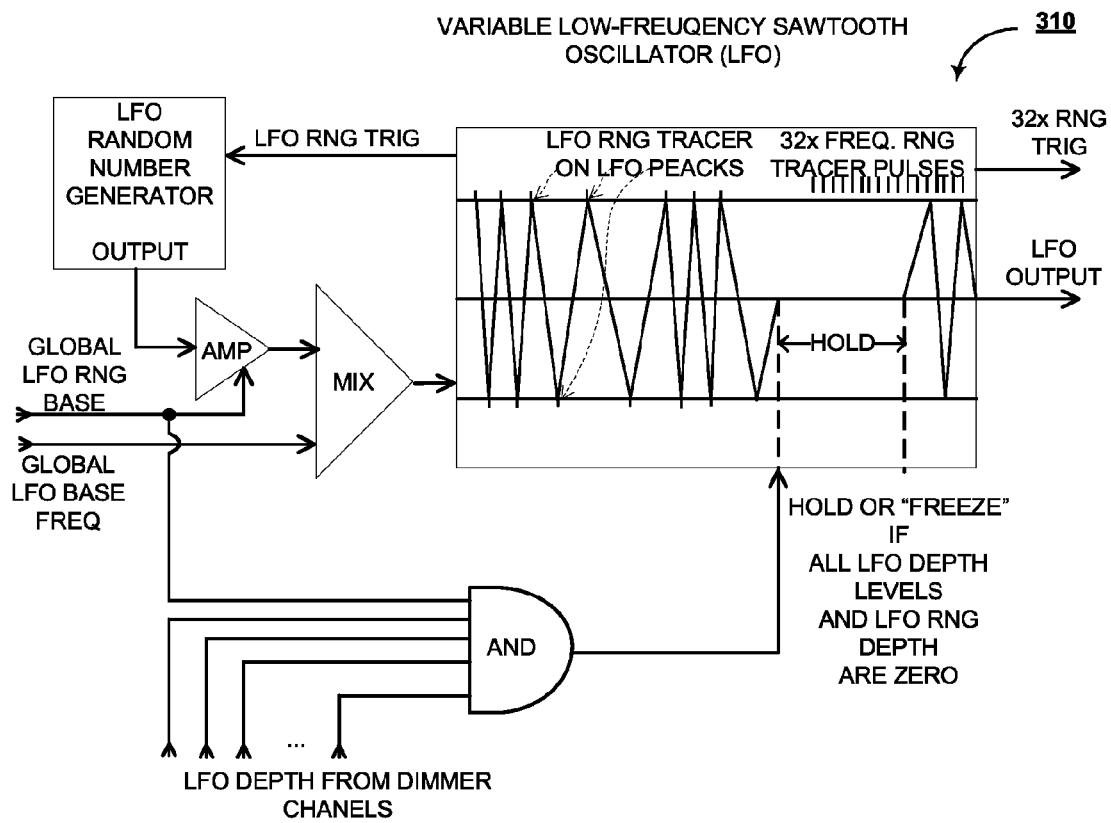 VARIABLE LOW-FREUQENCY SAWTOOTH
OSCILLATOR (LFO)
310
LFO
RANDOM
NUMBER
GENERATOR
OUTPUT
LFO RNG TRIG
LFO RNG TRACER
ON LFO PEACKS
32x FREQ. RNG
TRACER PULSES
32x RNG
TRIG
LFO
OUTPUT
AMP
MIX
HOLD
GLOBAL
LFO RNG
BASE
GLOBAL
LFO BASE
FREQ
HOLD OR “FREEZE”
IF
ALL LFO DEPTH
LEVELS
AND LFO RNG
DEPTH
ARE ZERO
AND
...
LFO DEPTH FROM DIMMER
CHANELS